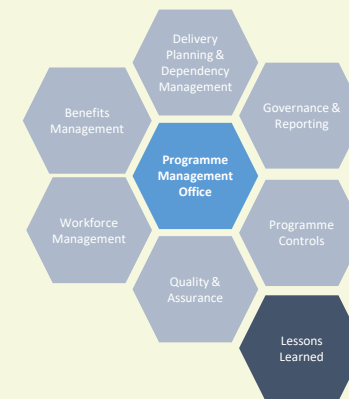 Delivery
Planning &
Dependency
Management
Benefits
Management
Governance &
Reporting
Programme
Management
Office
Workforce
Management
Programme
Controls
Quality &
Assurance
Lessons
Learned